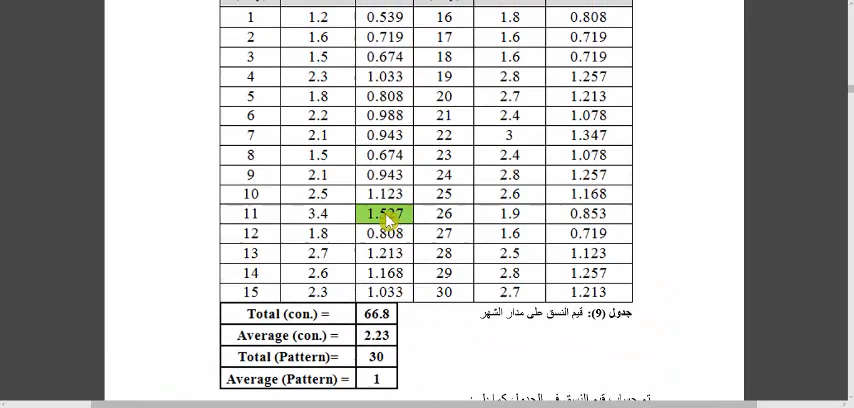 1 1.2 0.539 16 1.8 0.808
2 1.6 0.719 17 1.6 0.719
3 1.5 0.674 18 1.6 0.719
4 2.3 1.033 19 2.8 1.257
5 1.8 0.808 20 2.7 1.213
6 2.2 0.988 21 2.4 1.078
7 2.1 0.943 22 3 1.347
8 1.5 0.674 23 2.4 1.078
9 2.1 0.943 24 2.8 1.257
10 2.5 1.123 25 2.6 1.168
11 3.4 26 1.9 0.853
12 1.8 0.808 27 1.6 0.719
13 2.7 1.213 28 2.5 1.123
14 2.6 1.168 29 2.8 1.257
15 2.3 1.033 30 2.7 1.213
Total (con.) = 66.8
جدول (9): قيم النسق على مدار الشهر
Average (con.) = 2.23
Total (Pattern)= 30
Average (Pattern) = 1
تم حساب قيم النسق في الجدول كما يلي: